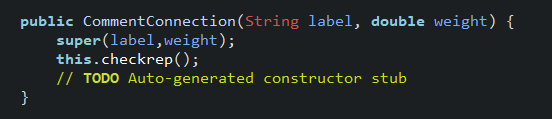 public CommentConnection(String label, double weight) {
    super(label,weight);
    this.checkrep();
    // TODO Auto-generated constructor stub
}